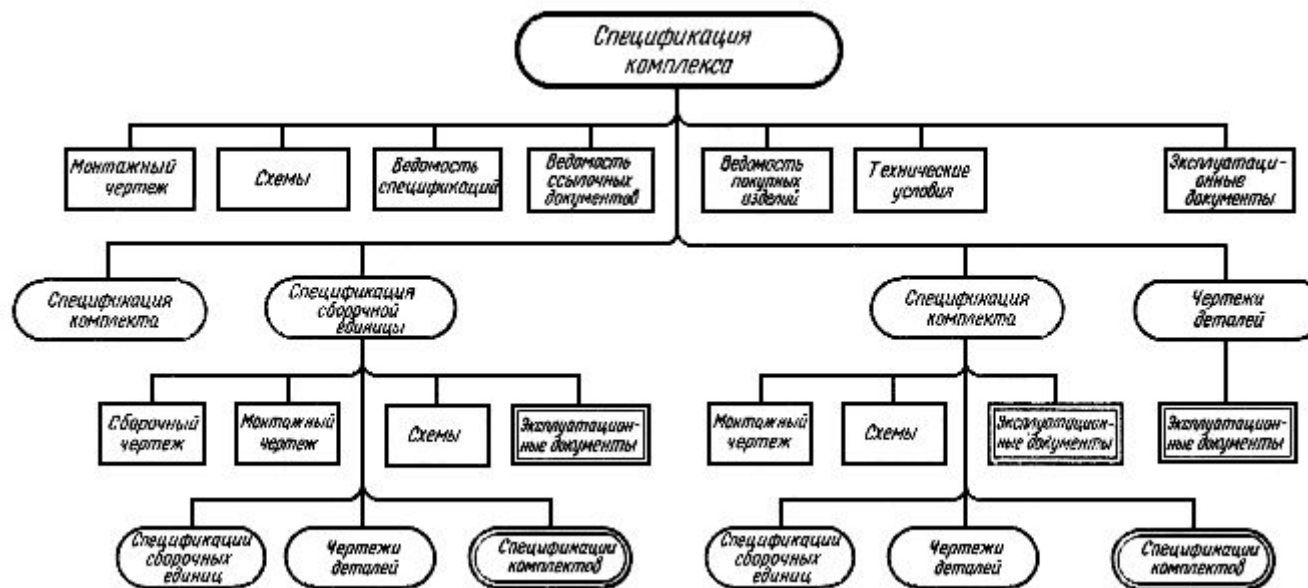 Спецификация
комплекса
Монтажный
чертеж
Схемы
Ведомость
спецификаций
Ведомость
ссылочных
документов
Ведомость
покупных
изделий
Технические
условия
Эксплуатаци-
онные
документы
Спецификация
комплекта
Спецификация
сборочной
единицы
Спецификация
комплекта
Чертежи
деталей
Сборочный
чертеж
Монтажный
чертеж
Схемы
Эксплуатацион-
ные документы
Монтажный
чертеж
Схемы
Эксплуатацион-
ные документы
Эксплуатацион-
ные документы
Спецификации
сборочных
единиц
Чертежи
деталей
Спецификации
комплектов
Спецификации
сборочных
единиц
Чертежи
деталей
Спецификации
комплектов